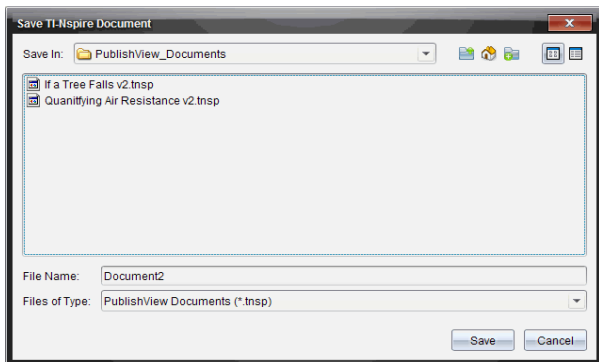 Save TI-Nspire Document
Save In: PublishView_Documents
If a Tree Falls v2.tnsp
Quanitfying Air Resistance v2.tnsp
File Name: Document2
Files of Type: PublishView Documents (*.tnsp)
Save Cancel